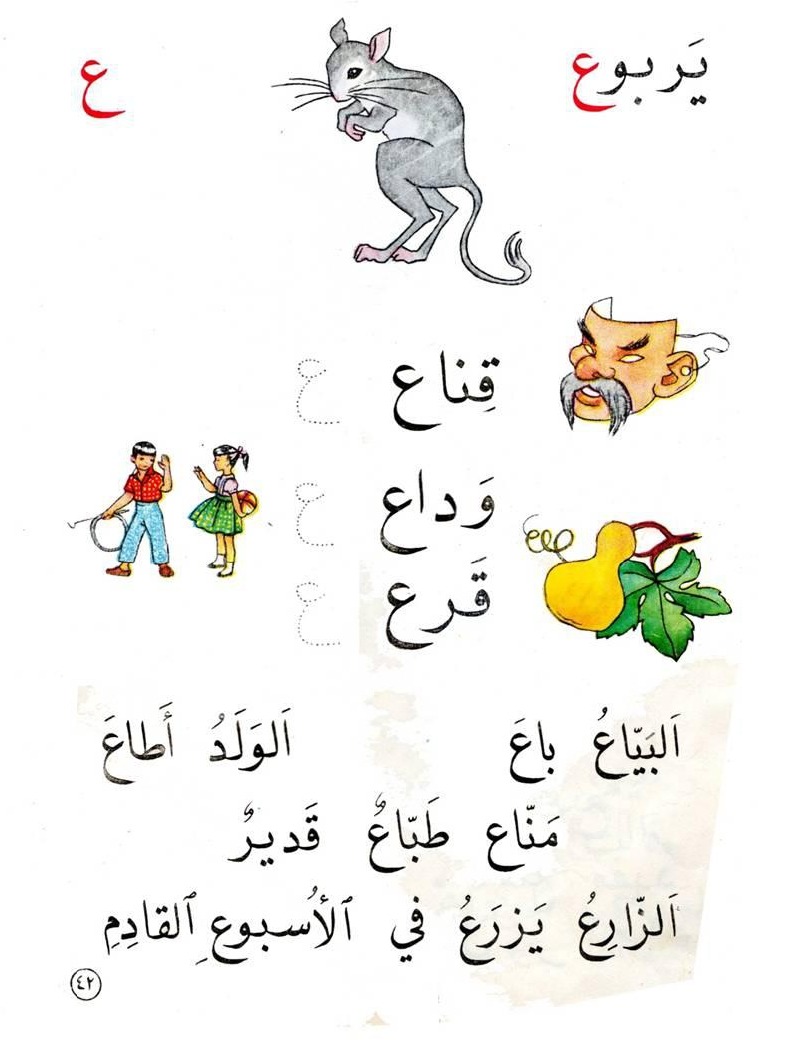 يَربوع ع
قِناع ع
وَداع ع
قَرع ع
اَلبَيّاعُ باعَ اَلوَلَدُ أَطاعَ
مَنّاع طَبّاعٌ قَديرٌ
اَلزّارِعُ يَزرَعُ في ٱلأُسبوعِ ٱلقادِمِ
٤٢